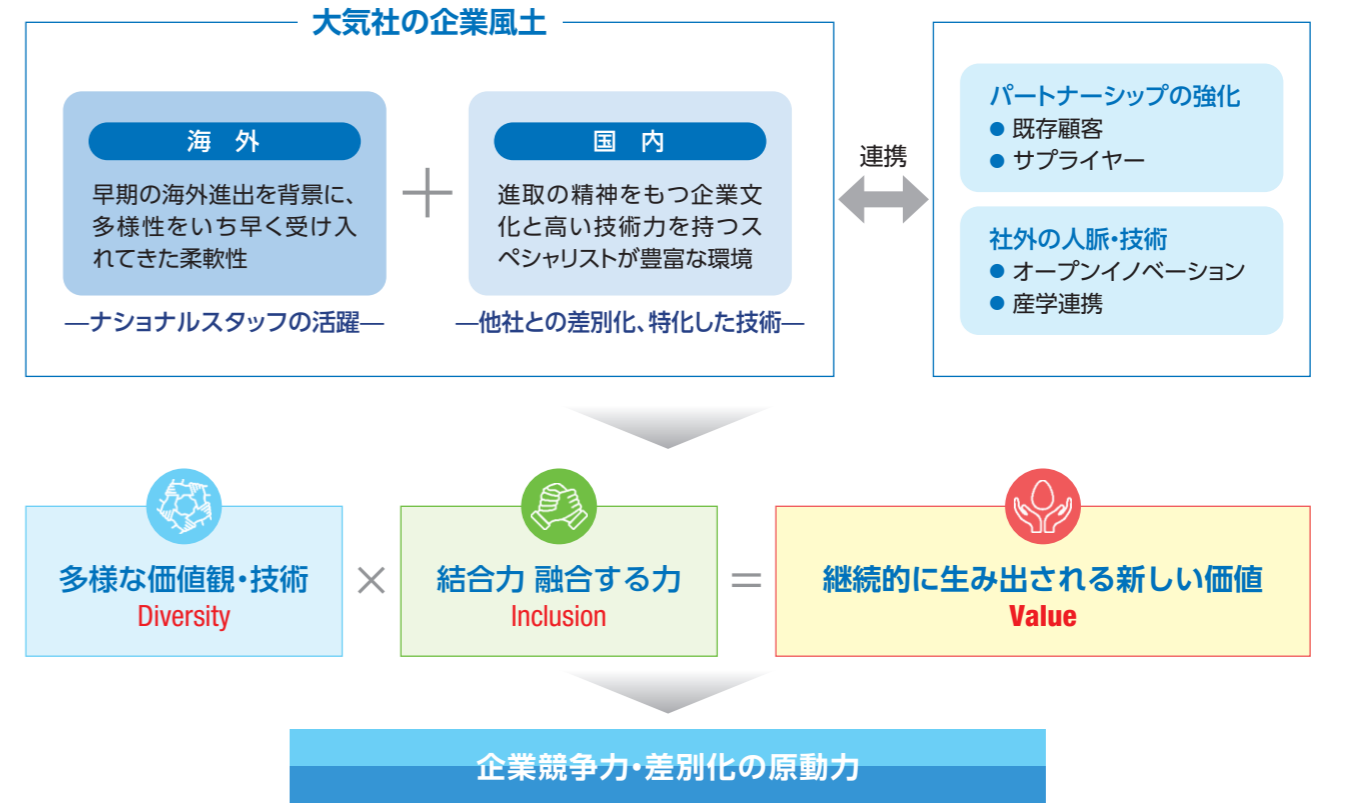 大気社の企業風土
海 外
早期の海外進出を背景に、
多様性をいち早く受け入
れてきた柔軟性
―ナショナルスタッフの活躍―
+
国 内
進取の精神をもつ企業文
化と高い技術力を持つス
ペシャリストが豊富な環境
―他社との差別化、特化した技術―
連携
パートナーシップの強化
● 既存顧客
● サプライヤー
社外の人脈・技術
● オープンイノベーション
● 産学連携
多様な価値観・技術
Diversity
×
結合力 融合する力
Inclusion
=
継続的に生み出される新しい価値
Value
企業競争力・差別化の原動力